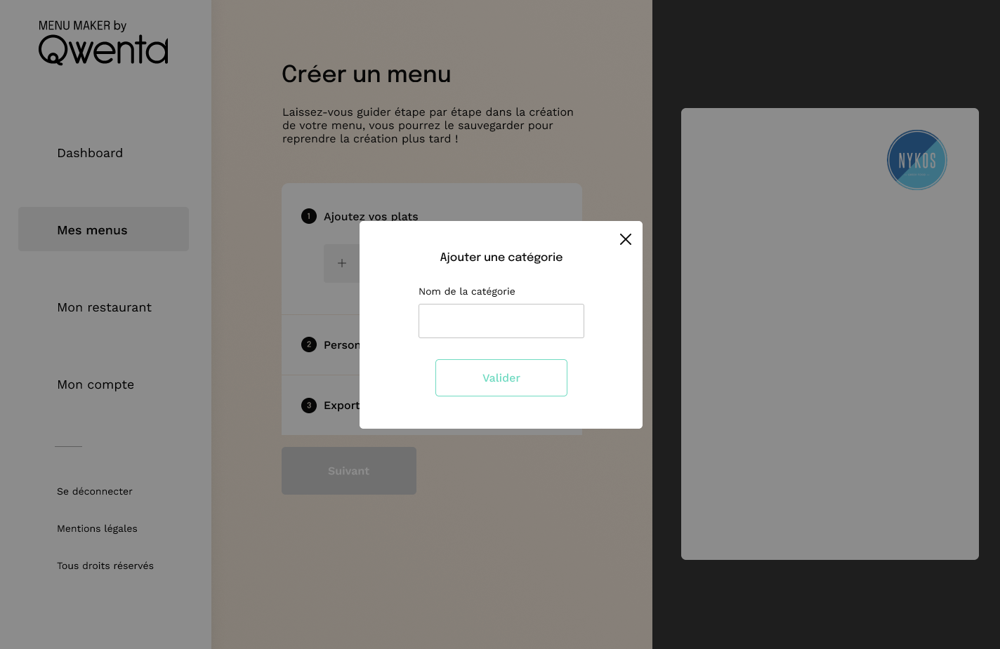 MENU MAKER by
Qwenta
Dashboard
Mes menus
Mon restaurant
Mon compte
Se déconnecter
Mentions légales
Tous droits réservés
Créer un menu
Laissez-vous guider étape par étape dans la création
de votre menu, vous pourrez le sauvegarder pour
reprendre la création plus tard !
1 Ajoutez vos plats
+
2 Person
3 Export
Suivant
Ajouter une catégorie
Nom de la catégorie
Valider
NYKOS